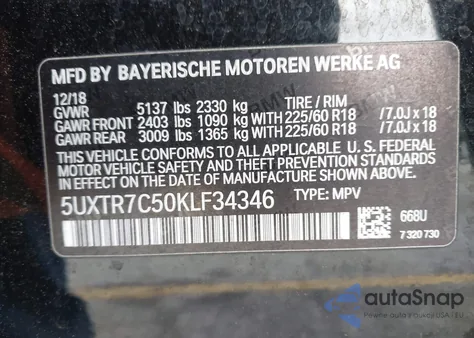 MFD BY BAYERISCHE MOTOREN WERKE AG
12/18
GVWR 5137 lbs 2330 kg TIRE / RIM
GAWR FRONT 2403 lbs 1090 kg WITH 225/60 R18 /7.0J x 18
GAWR REAR 3009 lbs 1365 kg WITH 225/60 R18 /7.0J x 18
THIS VEHICLE CONFORMS TO ALL APPLICABLE U. S. FEDERAL
SAFETY AND THEFT PREVENTION STANDARDS IN EFFECT ON
THE DATE OF MANUFACTURE SHOWN ABOVE.
5UXTR7C50KLF34346 TYPE: MPV
668U
7 320 730
autoSnap